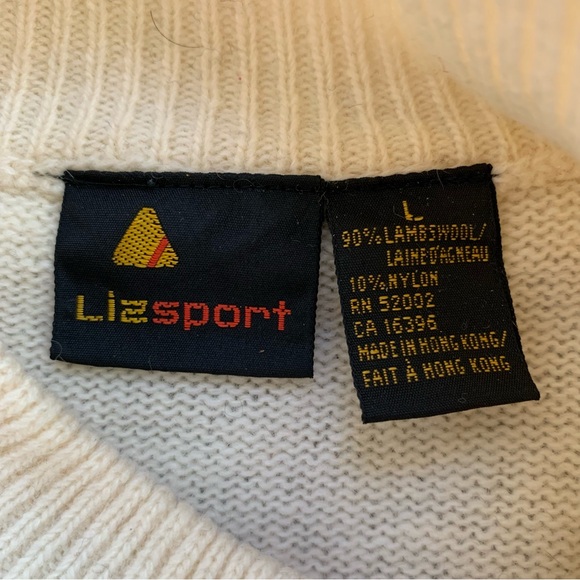 Lizsport
L
90% LAMBSWOOL/
LAINE D'AGNEAU
10% NYLON
RN 52002
CA 16396
MADE IN HONG KONG/
FAIT À HONG KONG